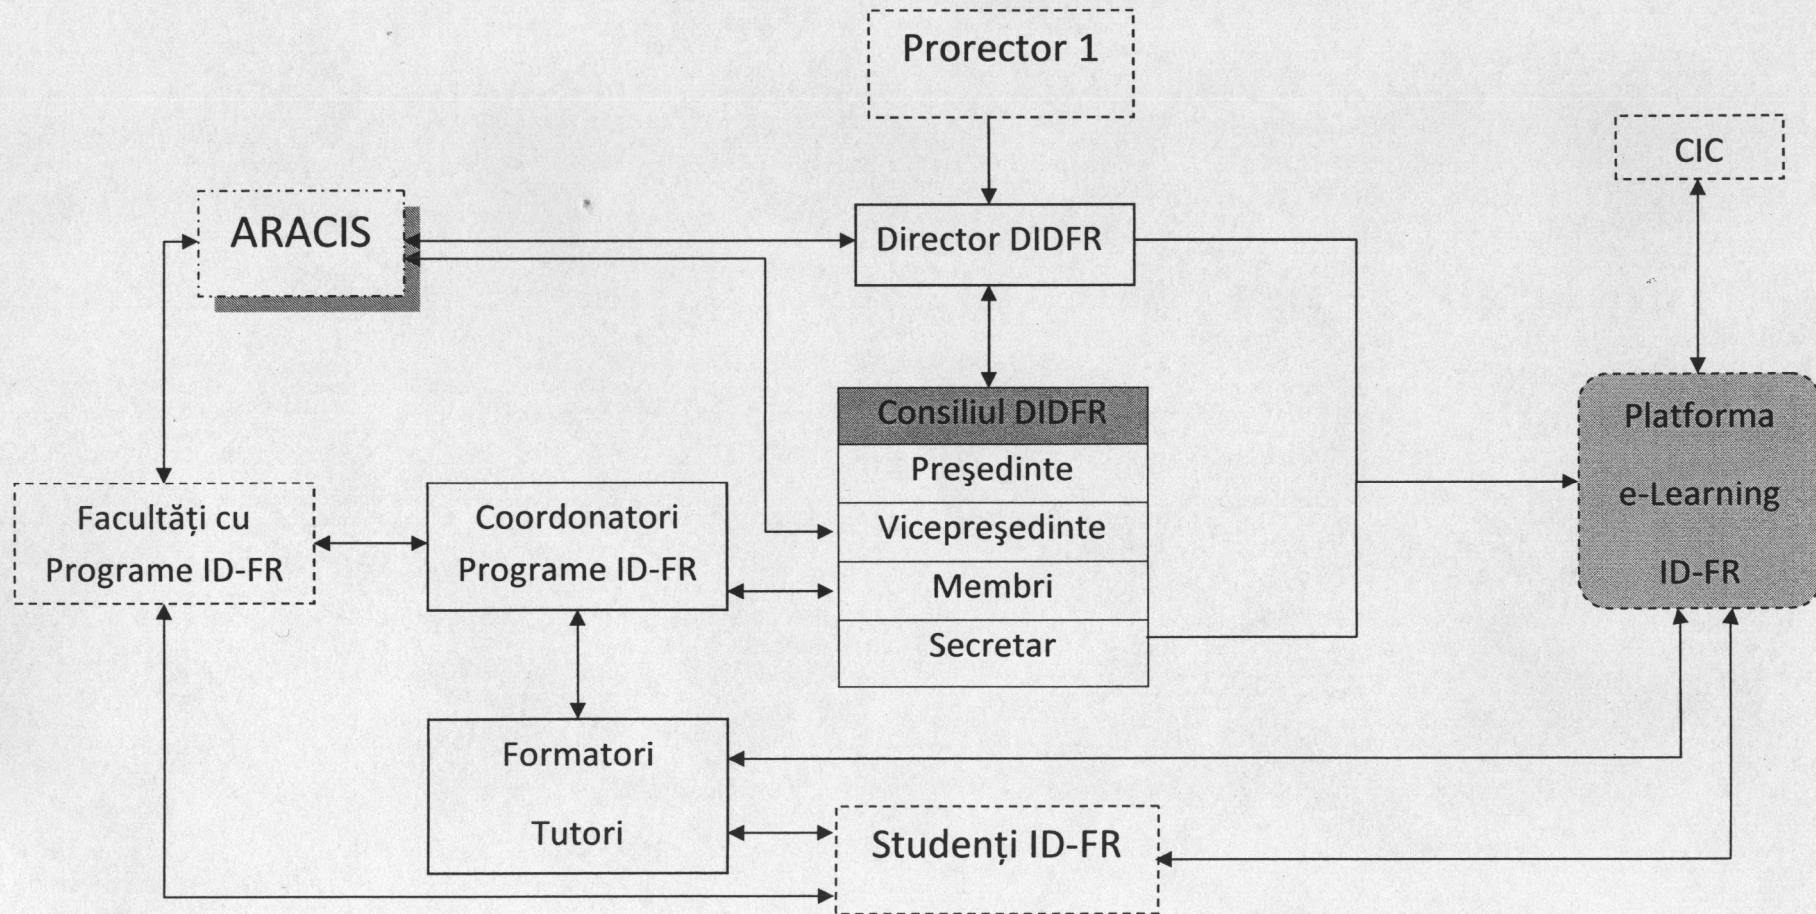 Prorector 1
CIC
ARACIS
Director DIDFR
Consiliul DIDFR
Preşedinte
Vicepreşedinte
Membri
Secretar
Platforma
e-Learning
ID-FR
Facultăți cu
Programe ID-FR
Coordonatori
Programe ID-FR
Formatori
Tutori
Studenți ID-FR